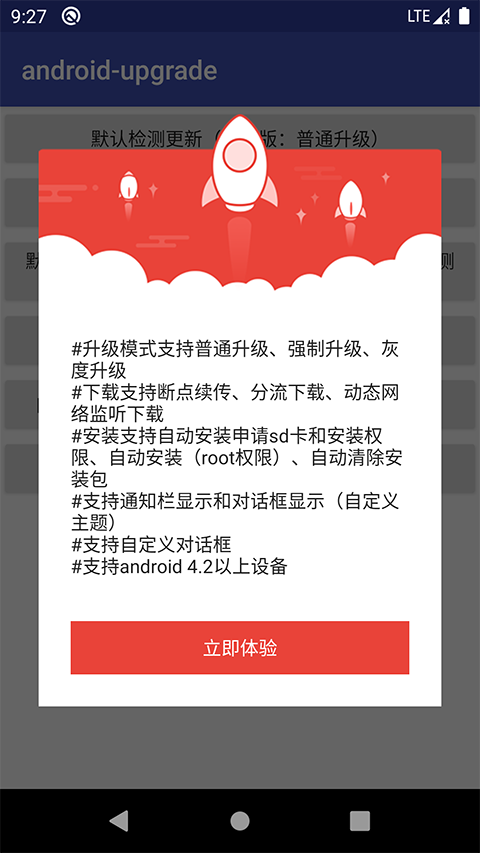 9:27
LTE
android-upgrade
默认检测更新（
版：普通升级）
测
#升级模式支持普通升级、强制升级、灰
度升级
#下载支持断点续传、分流下载、动态网
络监听下载
#安装支持自动安装申请sd卡和安装权
限、自动安装（root权限）、自动清除安
装包
#支持通知栏显示和对话框显示（自定义
主题）
#支持自定义对话框
#支持android 4.2以上设备
立即体验